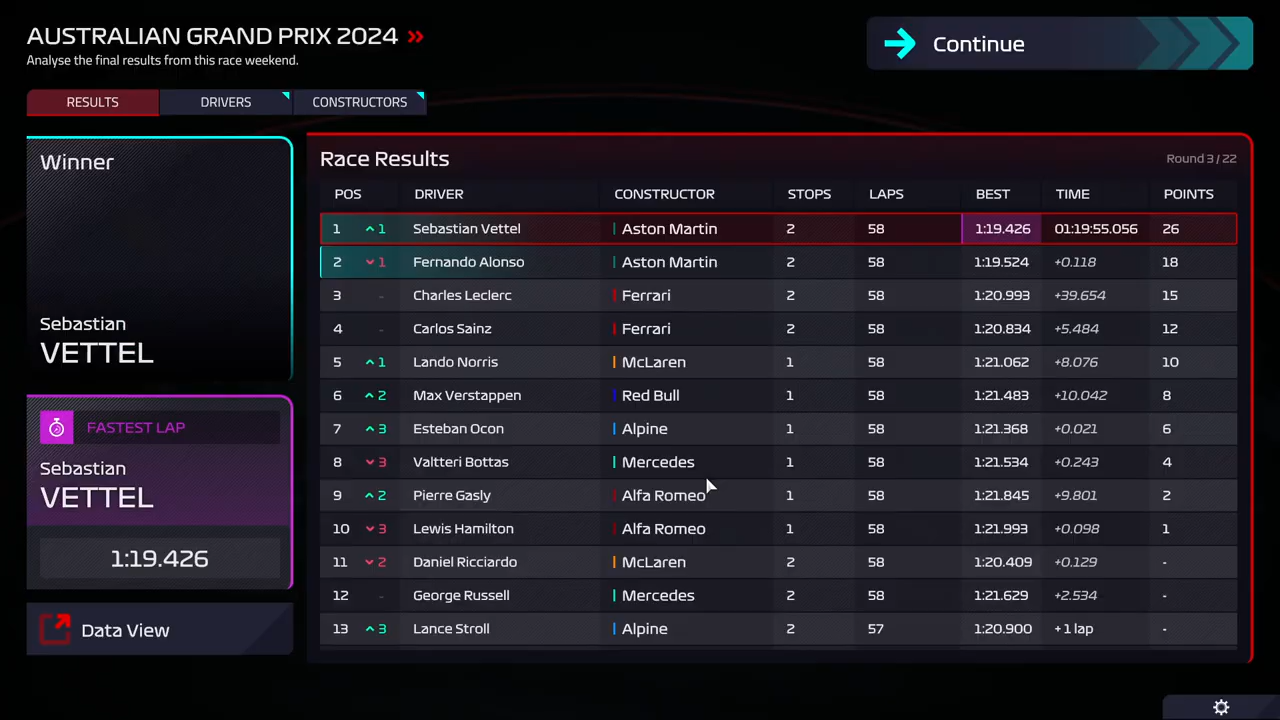 AUSTRALIAN GRAND PRIX 2024 »
Analyse the final results from this race weekend.
Continue
RESULTS DRIVERS CONSTRUCTORS
Winner
Sebastian
VETTEL
FASTEST LAP
Sebastian
VETTEL
1:19.426
Data View
Race Results Round 3 / 22
POS DRIVER CONSTRUCTOR STOPS LAPS BEST TIME POINTS
1 1 Sebastian Vettel Aston Martin 2 58 1:19.426 01:19:55.056 26
2 1 Fernando Alonso Aston Martin 2 58 1:19.524 +0.118 18
3 - Charles Leclerc Ferrari 2 58 1:20.993 +39.654 15
4 - Carlos Sainz Ferrari 2 58 1:20.834 +5.484 12
5 1 Lando Norris McLaren 1 58 1:21.062 +8.076 10
6 2 Max Verstappen Red Bull 1 58 1:21.483 +10.042 8
7 3 Esteban Ocon Alpine 1 58 1:21.368 +0.021 6
8 3 Valtteri Bottas Mercedes 1 58 1:21.534 +0.243 4
9 2 Pierre Gasly Alfa Romeo 1 58 1:21.845 +9.801 2
10 3 Lewis Hamilton Alfa Romeo 1 58 1:21.993 +0.098 1
11 2 Daniel Ricciardo McLaren 2 58 1:20.409 +0.129 -
12 - George Russell Mercedes 2 58 1:21.629 +2.534 -
13 3 Lance Stroll Alpine 2 57 1:20.900 + 1 lap -